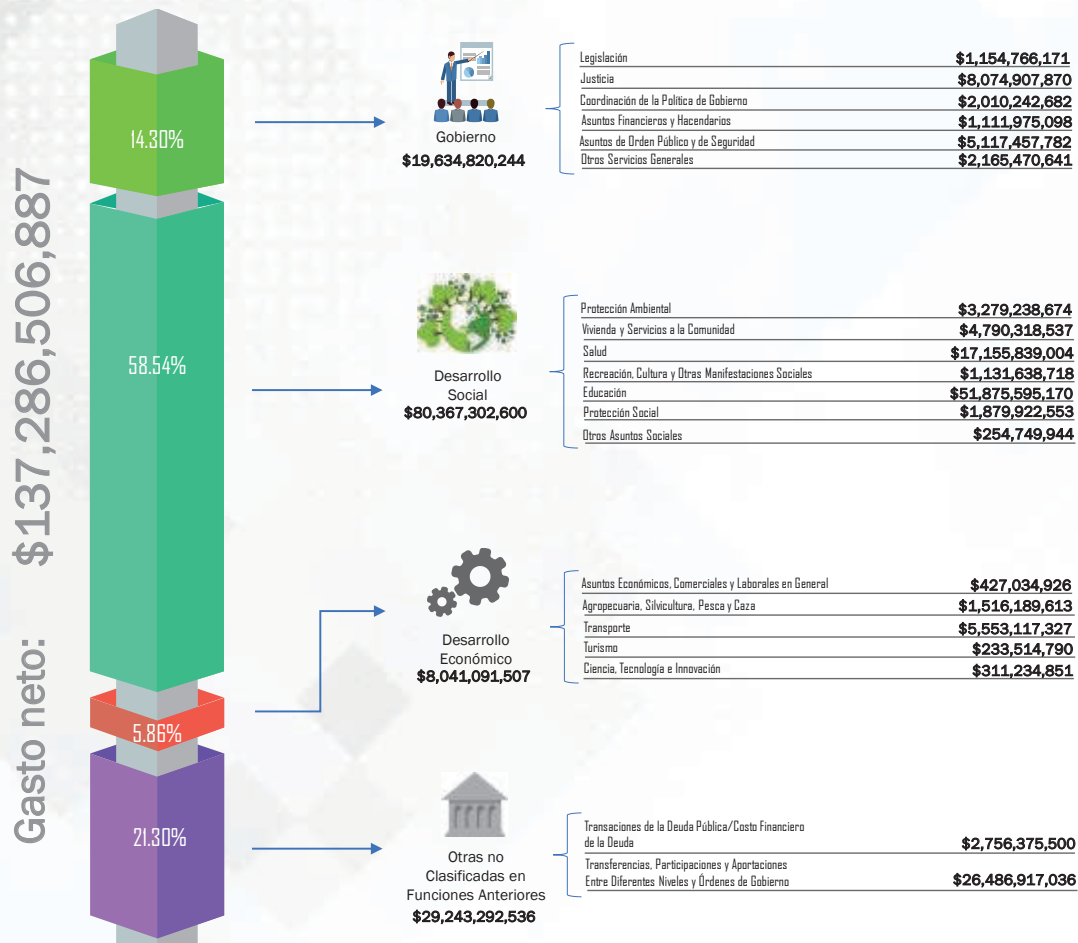 Gasto neto: $137,286,506,887
14.30%
58.54%
5.86%
21.30%
Gobierno
$19,634,820,244
Legislación $1,154,766,171
Justicia $8,074,907,870
Coordinación de la Política de Gobierno $2,010,242,682
Asuntos Financieros y Hacendarios $1,111,975,098
Asuntos de Orden Público y de Seguridad $5,117,457,782
Otros Servicios Generales $2,165,470,641
Desarrollo
Social
$80,367,302,600
Protección Ambiental $3,279,238,674
Vivienda y Servicios a la Comunidad $4,790,318,537
Salud $17,155,839,004
Recreación, Cultura y Otras Manifestaciones Sociales $1,131,638,718
Educación $51,875,595,170
Protección Social $1,879,922,553
Otros Asuntos Sociales $254,749,944
Desarrollo
Económico
$8,041,091,507
Asuntos Económicos, Comerciales y Laborales en General $427,034,926
Agropecuaria, Silvicultura, Pesca y Caza $1,516,189,613
Transporte $5,553,117,327
Turismo $233,514,790
Ciencia, Tecnología e Innovación $311,234,851
Otras no
Clasificadas en
Funciones Anteriores
$29,243,292,536
Transaciones de la Deuda Pública/Costo Financiero
de la Deuda $2,756,375,500
Transferencias, Participaciones y Aportaciones
Entre Diferentes Niveles y Órdenes de Gobierno $26,486,917,036